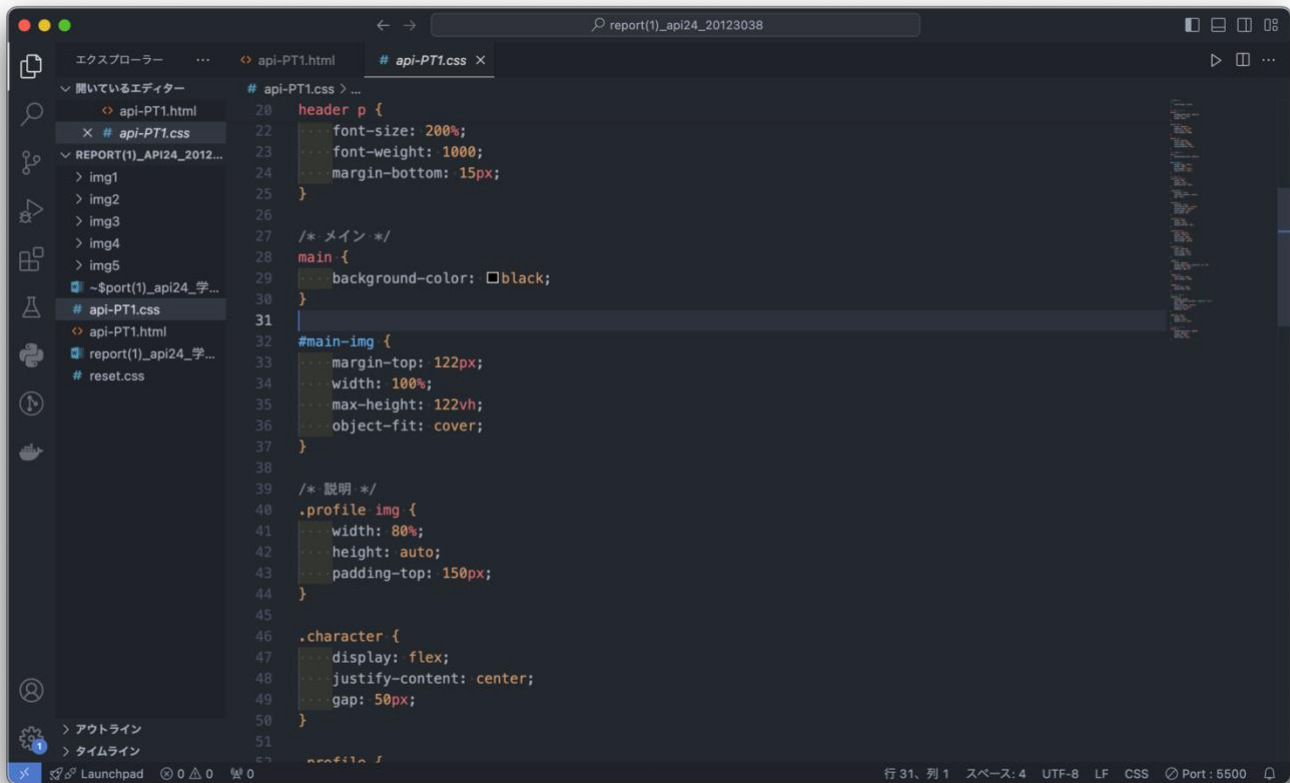 report(1)_api24_20123038
エクスプローラー
api-PT1.html
# api-PT1.css
開いているエディター
api-PT1.html
# api-PT1.css
REPORT(1)_API24_2012...
img1
img2
img3
img4
img5
~$port(1)_api24_学...
# api-PT1.css
api-PT1.html
report(1)_api24_学...
# reset.css
アウトライン
タイムライン
# api-PT1.css > ...
20 header p {
22 font-size: 200%;
23 font-weight: 1000;
24 margin-bottom: 15px;
25 }
26
27 /* メイン */
28 main {
29 background-color: black;
30 }
31
32 #main-img {
33 margin-top: 122px;
34 width: 100%;
35 max-height: 122vh;
36 object-fit: cover;
37 }
38
39 /* 説明 */
40 .profile img {
41 width: 80%;
42 height: auto;
43 padding-top: 150px;
44 }
45
46 .character {
47 display: flex;
48 justify-content: center;
49 gap: 50px;
50 }
51
52 .profile {
1
Launchpad 0 0 0
行 31、列 1 スペース: 4 UTF-8 LF CSS Port : 5500